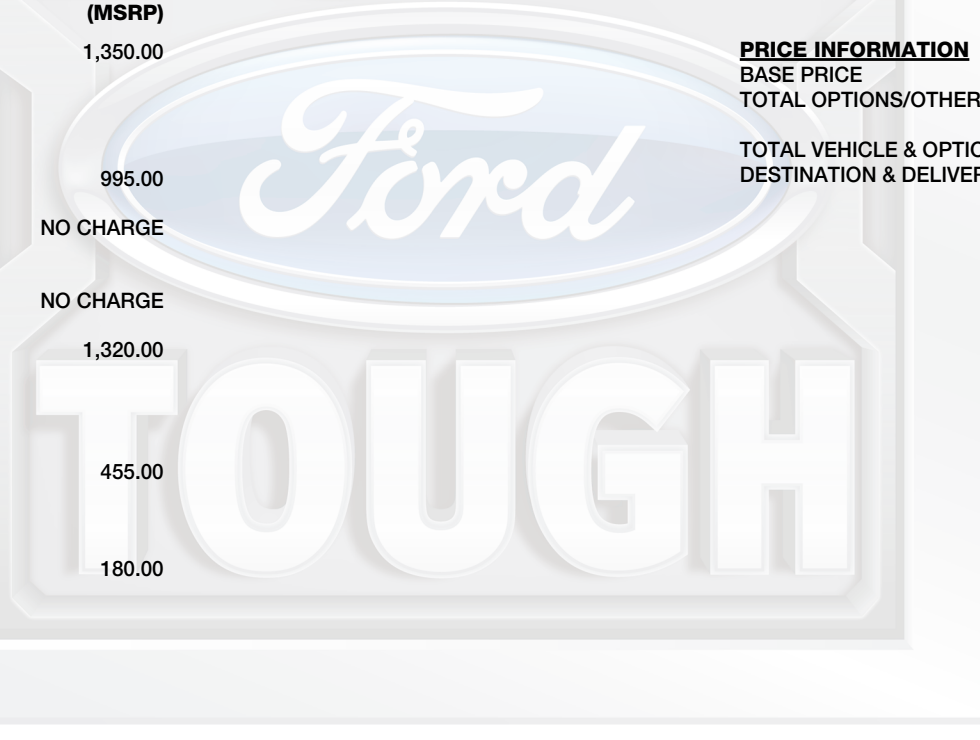 (MSRP)
1,350.00
995.00
NO CHARGE
NO CHARGE
1,320.00
455.00
180.00
PRICE INFORMATION
BASE PRICE
TOTAL OPTIONS/OTHER
TOTAL VEHICLE & OPTIO
DESTINATION & DELIVER
Ford
TOUGH